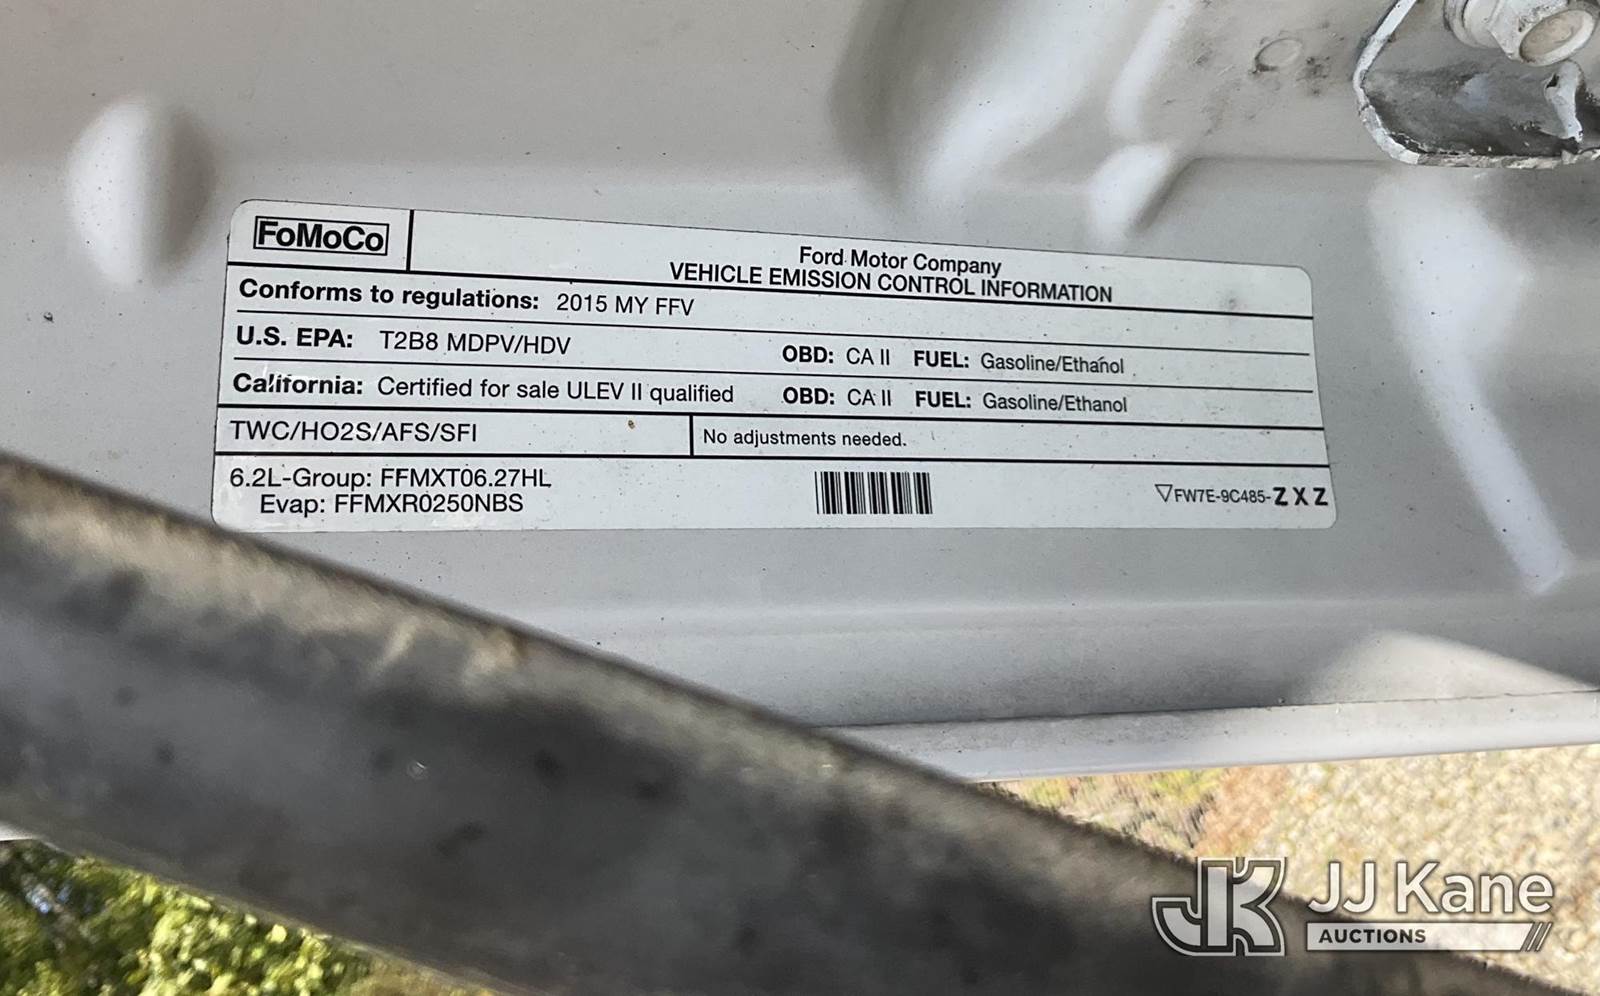 FoMoCo
Ford Motor Company
VEHICLE EMISSION CONTROL INFORMATION
Conforms to regulations: 2015 MY FFV
U.S. EPA: T2B8 MDPV/HDV OBD: CA II FUEL: Gasoline/Ethanol
California: Certified for sale ULEV II qualified OBD: CA II FUEL: Gasoline/Ethanol
TWC/HO2S/AFS/SFI No adjustments needed.
6.2L-Group: FFMXT06.27HL
Evap: FFMXR0250NBS
FW7E-9C485-ZXZ
JK JJ Kane
AUCTIONS